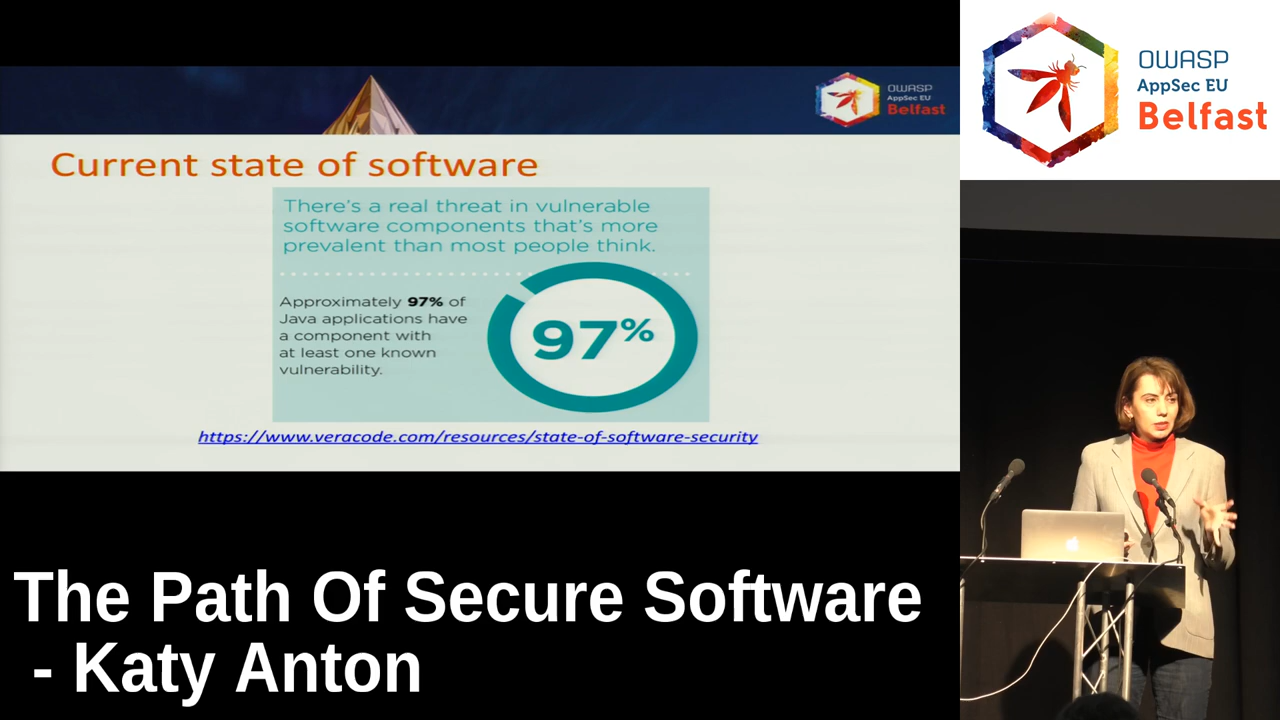 OWASP
AppSec EU
Belfast
Current state of software
There's a real threat in vulnerable
software components that's more
prevalent than most people think.
Approximately 97% of
Java applications have
a component with
at least one known
vulnerability.
97%
https://www.veracode.com/resources/state-of-software-security
OWASP
AppSec EU
Belfast
The Path Of Secure Software
- Katy Anton